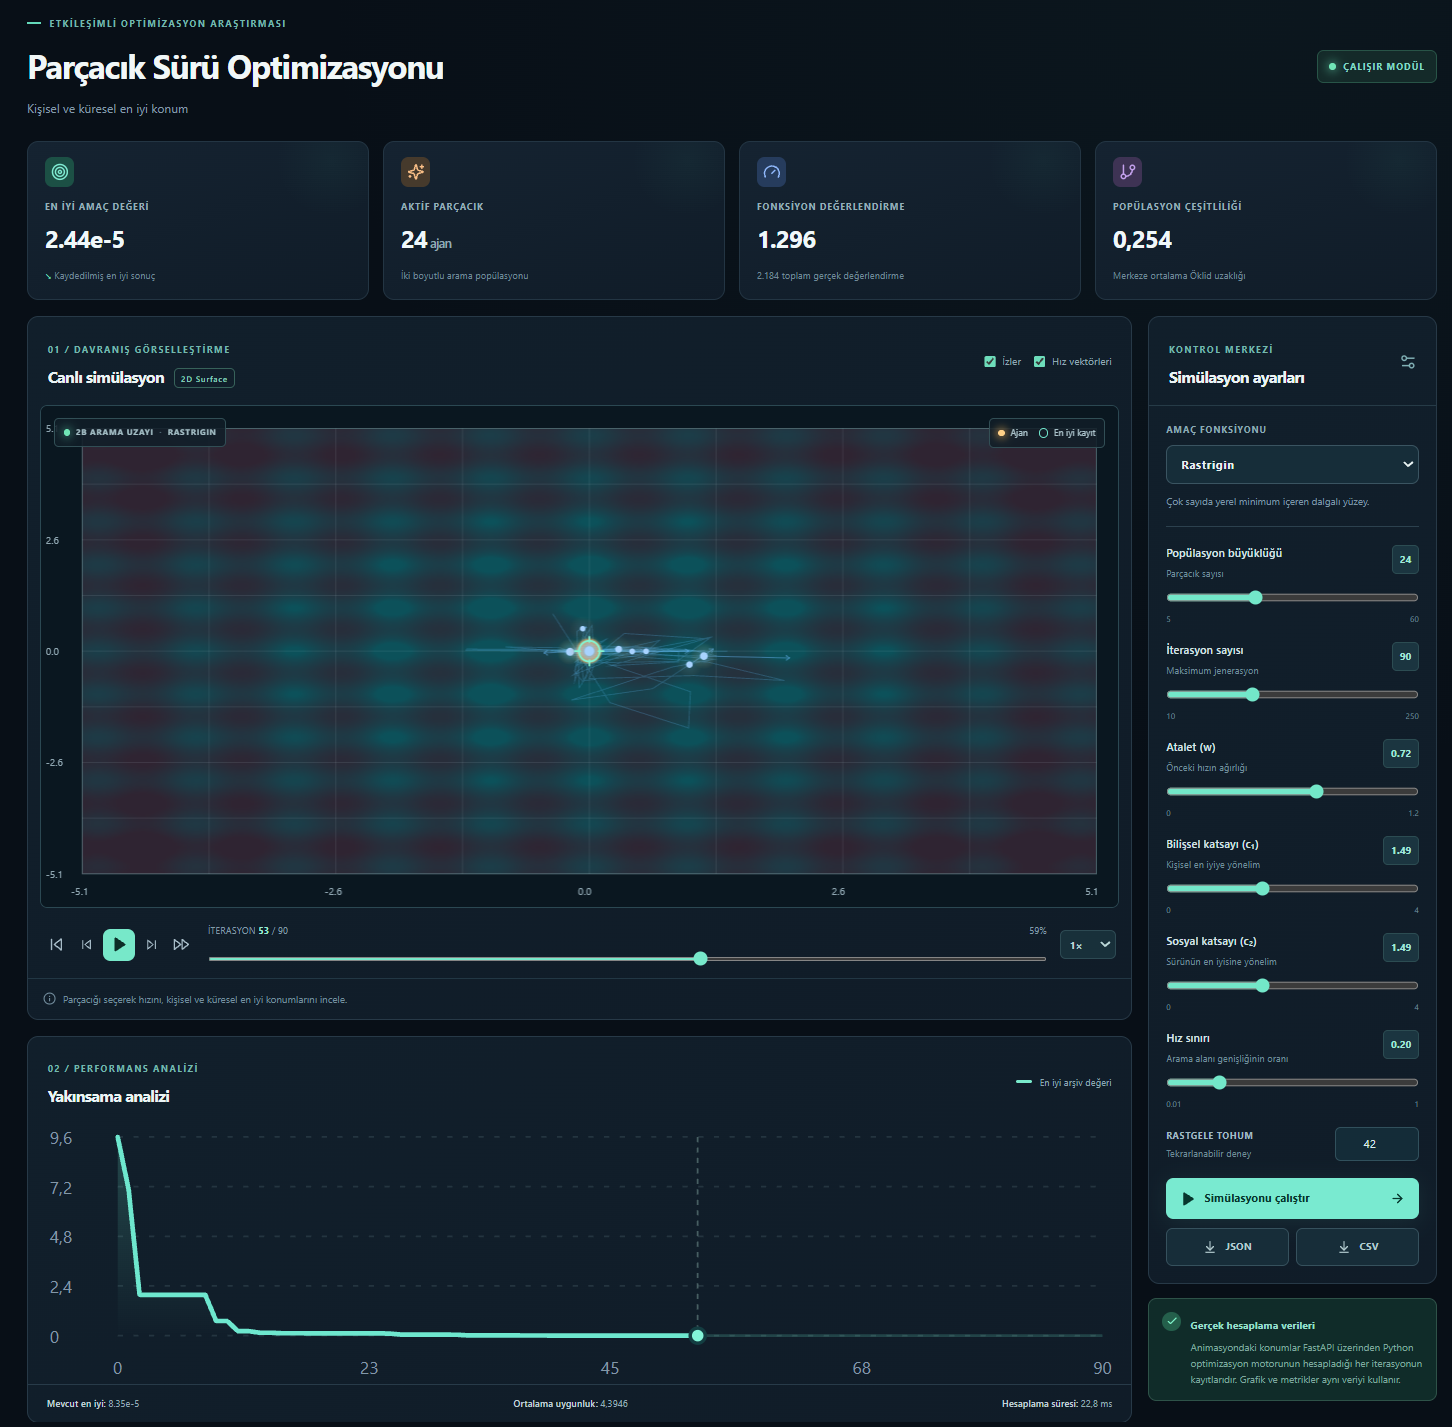 ETKİLEŞİMLİ OPTİMİZASYON ARAŞTIRMASI
Parçacık Sürü Optimizasyonu
ÇALIŞIR MODÜL
Kişisel ve küresel en iyi konum
EN İYİ AMAÇ DEĞERİ
2.44e-5
↘ Kaydedilmiş en iyi sonuç
AKTİF PARÇACIK
24 ajan
İki boyutlu arama popülasyonu
FONKSİYON DEĞERLENDİRME
1.296
2.184 toplam gerçek değerlendirme
POPÜLASYON ÇEŞİTLİLİĞİ
0,254
Merkeze ortalama Öklid uzaklığı
01 / DAVRANIŞ GÖRSELLEŞTİRME
Canlı simülasyon 2D Surface
İzler Hız vektörleri
5.
2B ARAMA UZAYI · RASTRIGIN
Ajan En iyi kayıt
2.6
0.0
-2.6
-5.1
-5.1 -2.6 0.0 2.6 5.1
İTERASYON 53 / 90 59%
1×
Parçacığı seçerek hızını, kişisel ve küresel en iyi konumlarını incele.
02 / PERFORMANS ANALİZİ
Yakınsama analizi
En iyi arşiv değeri
9,6
7,2
4,8
2,4
0
0 23 45 68 90
Mevcut en iyi: 8.35e-5 Ortalama uygunluk: 4,3946 Hesaplama süresi: 22,8 ms
KONTROL MERKEZİ
Simülasyon ayarları
AMAÇ FONKSİYONU
Rastrigin
Çok sayıda yerel minimum içeren dalgalı yüzey.
Popülasyon büyüklüğü 24
Parçacık sayısı
5 60
İterasyon sayısı 90
Maksimum jenerasyon
10 250
Atalet (w) 0.72
Önceki hızın ağırlığı
0 1.2
Bilişsel katsayı (c₁) 1.49
Kişisel en iyiye yönelim
0 4
Sosyal katsayı (c₂) 1.49
Sürünün en iyisine yönelim
0 4
Hız sınırı 0.20
Arama alanı genişliğinin oranı
0.01 1
RASTGELE TOHUM 42
Tekrarlanabilir deney
Simülasyonu çalıştır →
JSON CSV
Gerçek hesaplama verileri
Animasyondaki konumlar FastAPI üzerinden Python
optimizasyon motorunun hesapladığı her iterasyonun
kayıtlarıdır. Grafik ve metrikler aynı veriyi kullanır.